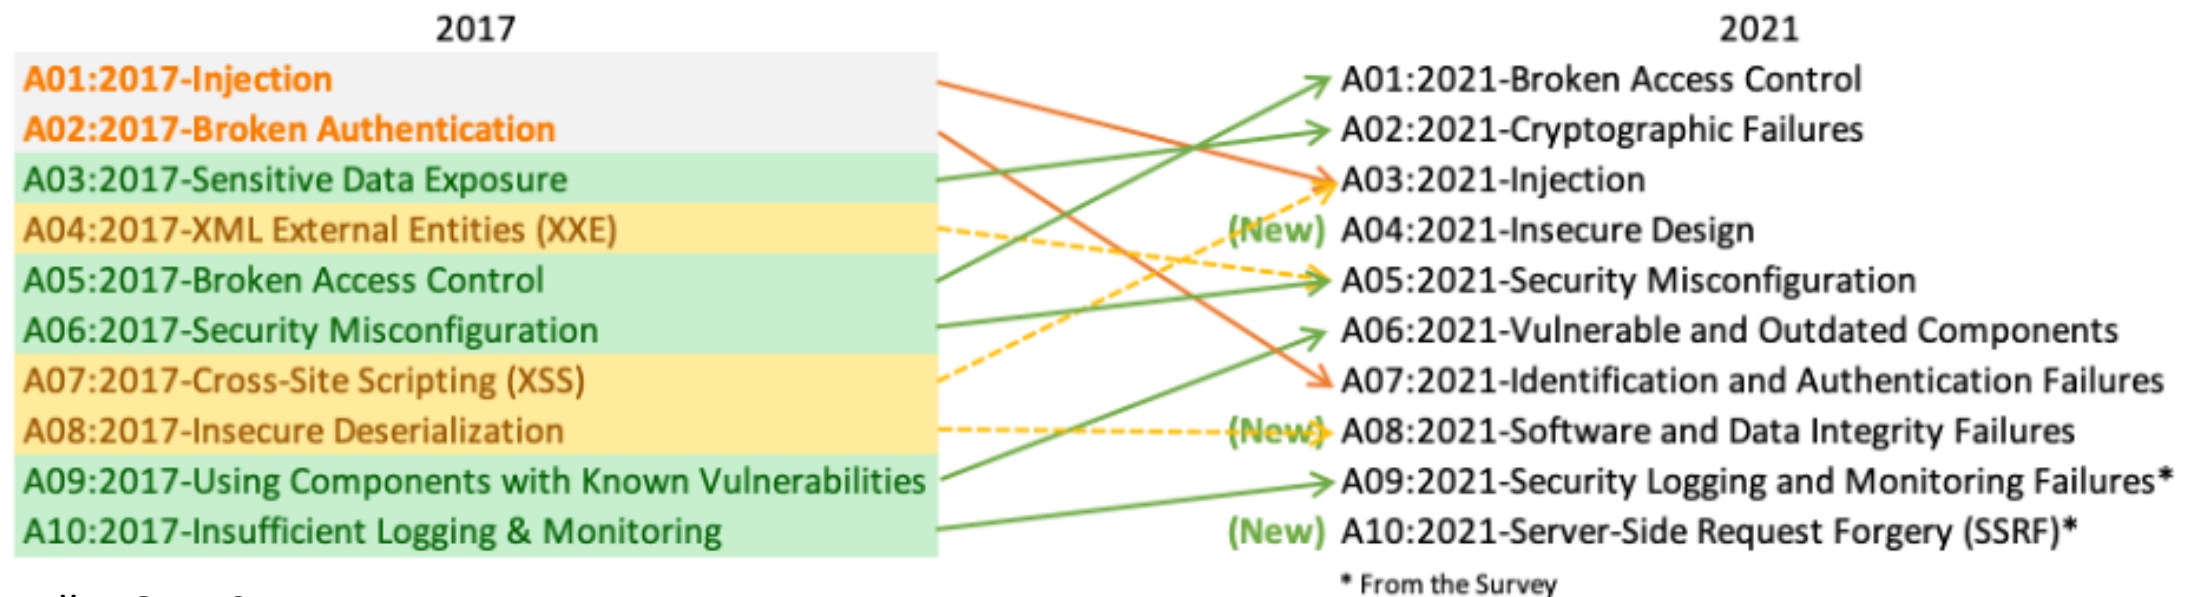 2017
A01:2017-Injection
A02:2017-Broken Authentication
A03:2017-Sensitive Data Exposure
A04:2017-XML External Entities (XXE)
A05:2017-Broken Access Control
A06:2017-Security Misconfiguration
A07:2017-Cross-Site Scripting (XSS)
A08:2017-Insecure Deserialization
A09:2017-Using Components with Known Vulnerabilities
A10:2017-Insufficient Logging & Monitoring
2021
A01:2021-Broken Access Control
A02:2021-Cryptographic Failures
A03:2021-Injection
(New) A04:2021-Insecure Design
A05:2021-Security Misconfiguration
A06:2021-Vulnerable and Outdated Components
A07:2021-Identification and Authentication Failures
(New) A08:2021-Software and Data Integrity Failures
A09:2021-Security Logging and Monitoring Failures*
(New) A10:2021-Server-Side Request Forgery (SSRF)*
* From the Survey